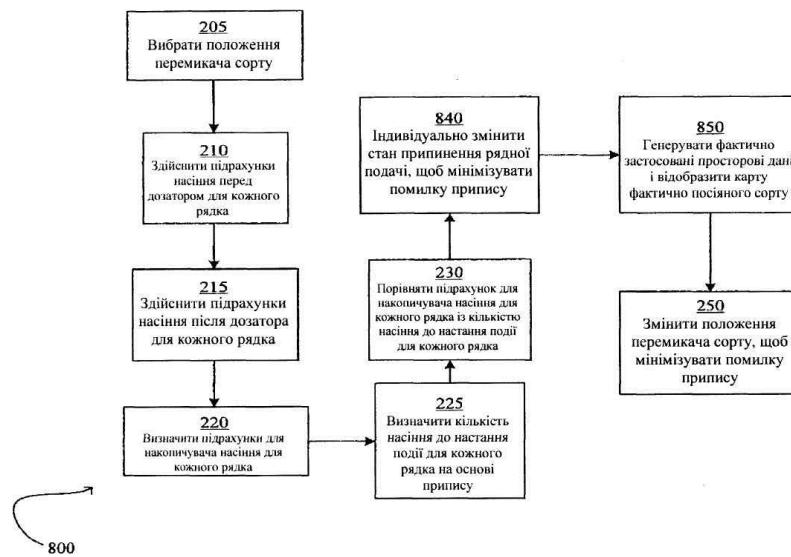 205
Вибрати положення
перемикача сорту
210
Здійснити підрахунки
насіння перед
дозатором для кожного
рядка
215
Здійснити підрахунки
насіння після дозатора
для кожного рядка
220
Визначити підрахунки для
накопичувача насіння для
кожного рядка
225
Визначити кількість
насіння до настання
події для кожного
рядка на основі
припису
230
Порівняти підрахунок для
накопичувача насіння для
кожного рядка із кількістю
насіння до настання події
для кожного рядка
840
Індивідуально змінити
стан припинення рядної
подачі, щоб мінімізувати
помилку припису
850
Генерувати фактично
застосовані просторові дані
і відобразити карту
фактично посіяного сорту
250
Змінити положення
перемикача сорту, щоб
мінімізувати помилку
припису
800